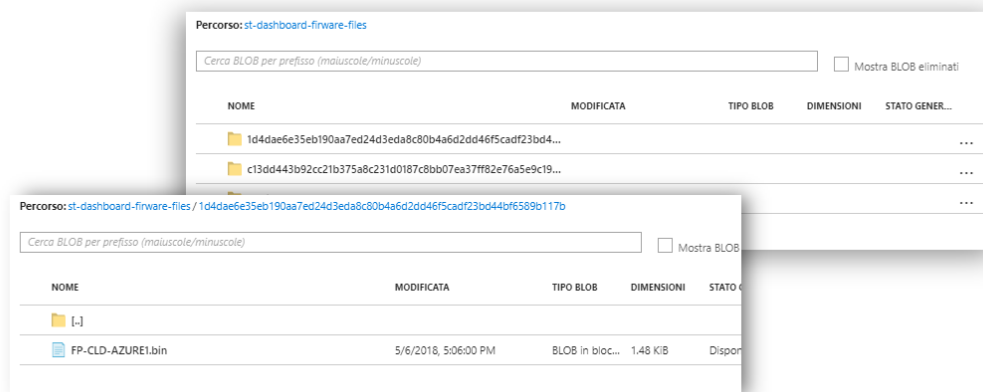 Percorso: st-dashboard-firware-files
Cerca BLOB per prefisso (maiuscole/minuscole)
Mostra BLOB eliminati
NOME MODIFICATA TIPO BLOB DIMENSIONI STATO GENER...
1d4dae6e35eb190aa7ed24d3eda8c80b4a6d2dd46f5cadf23bd4... ...
c13dd443b92cc21b375a8c231d0187c8bb07ea37ff82e76a5e9c19... ...
...
Percorso: st-dashboard-firware-files / 1d4dae6e35eb190aa7ed24d3eda8c80b4a6d2dd46f5cadf23bd44bf6589b117b
Cerca BLOB per prefisso (maiuscole/minuscole)
Mostra BLOB
NOME MODIFICATA TIPO BLOB DIMENSIONI STATO
[..]
FP-CLD-AZURE1.bin 5/6/2018, 5:06:00 PM BLOB in bloc... 1.48 KiB Dispon